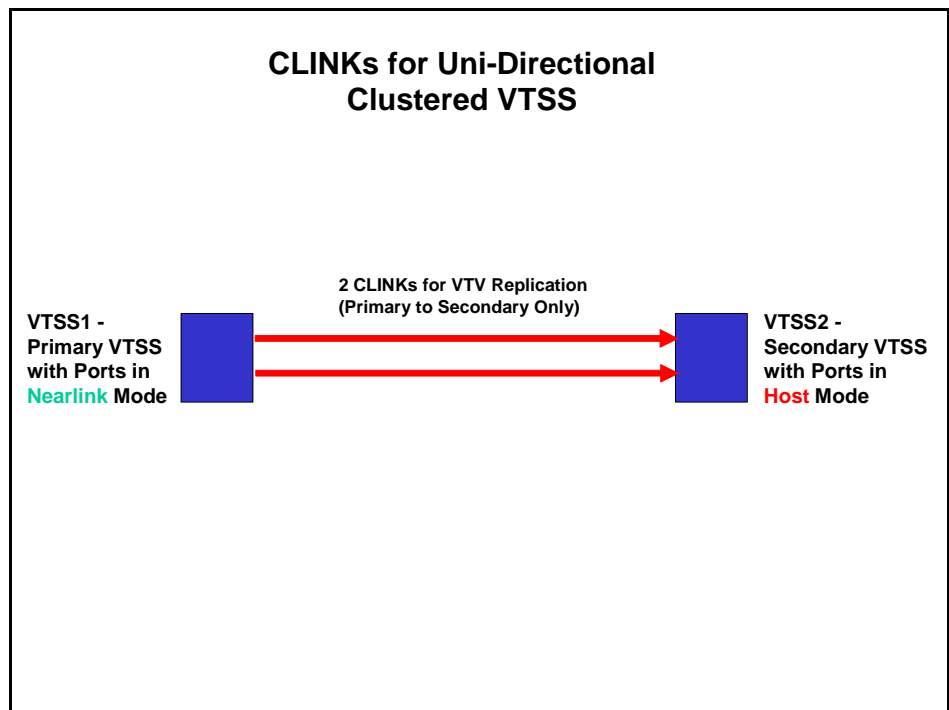 CLINKs for Uni-Directional
Clustered VTSS
2 CLINKs for VTV Replication
(Primary to Secondary Only)
VTSS1 -
Primary VTSS
with Ports in
Nearlink Mode
VTSS2 -
Secondary VTSS
with Ports in
Host Mode